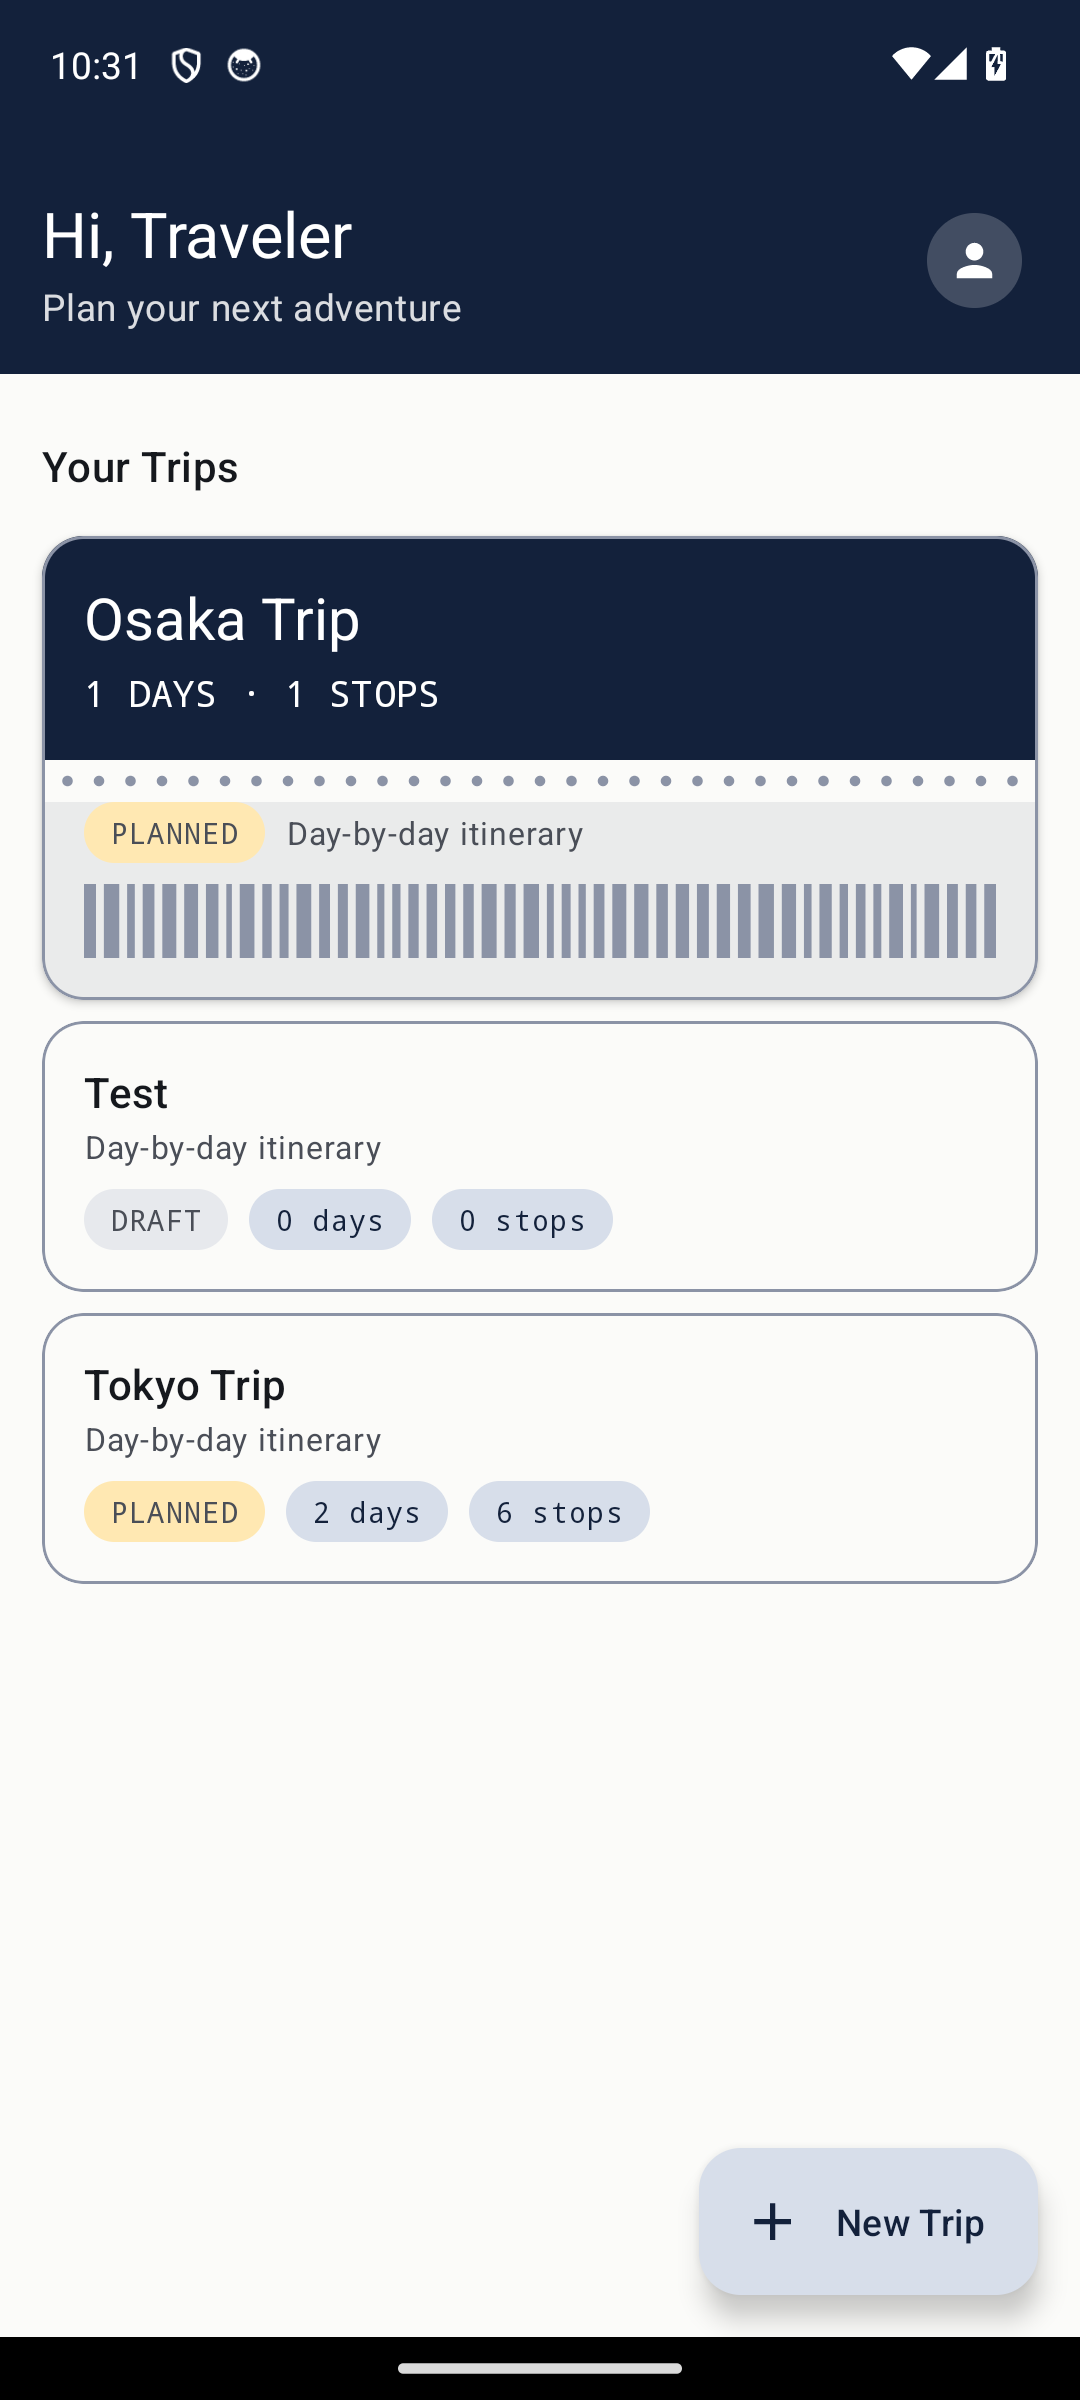 10:31
Hi, Traveler
Plan your next adventure
Your Trips
Osaka Trip
1 DAYS · 1 STOPS
PLANNED Day-by-day itinerary
Test
Day-by-day itinerary
DRAFT 0 days 0 stops
Tokyo Trip
Day-by-day itinerary
PLANNED 2 days 6 stops
New Trip